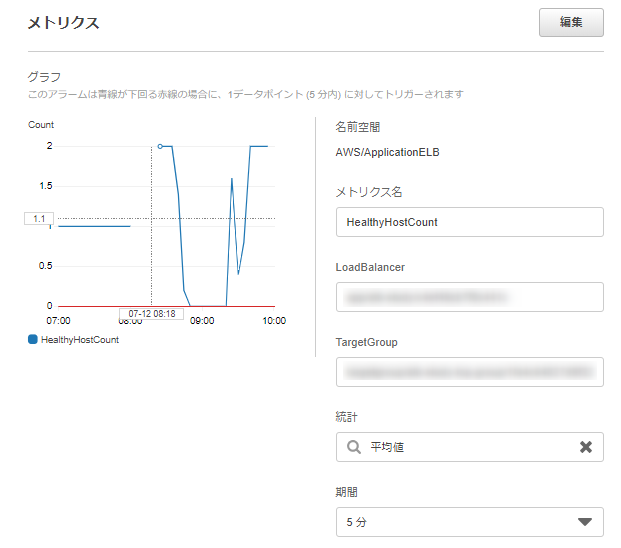 メトリクス
編集
グラフ
このアラームは青線が下回る赤線の場合に、1データポイント (5 分内) に対してトリガーされます
Count
2
1.5
1.1
0.5
0
07:00
07-12 08:18
09:00
10:00
HealthyHostCount
名前空間
AWS/ApplicationELB
メトリクス名
HealthyHostCount
LoadBalancer
TargetGroup
統計
平均値
期間
5 分